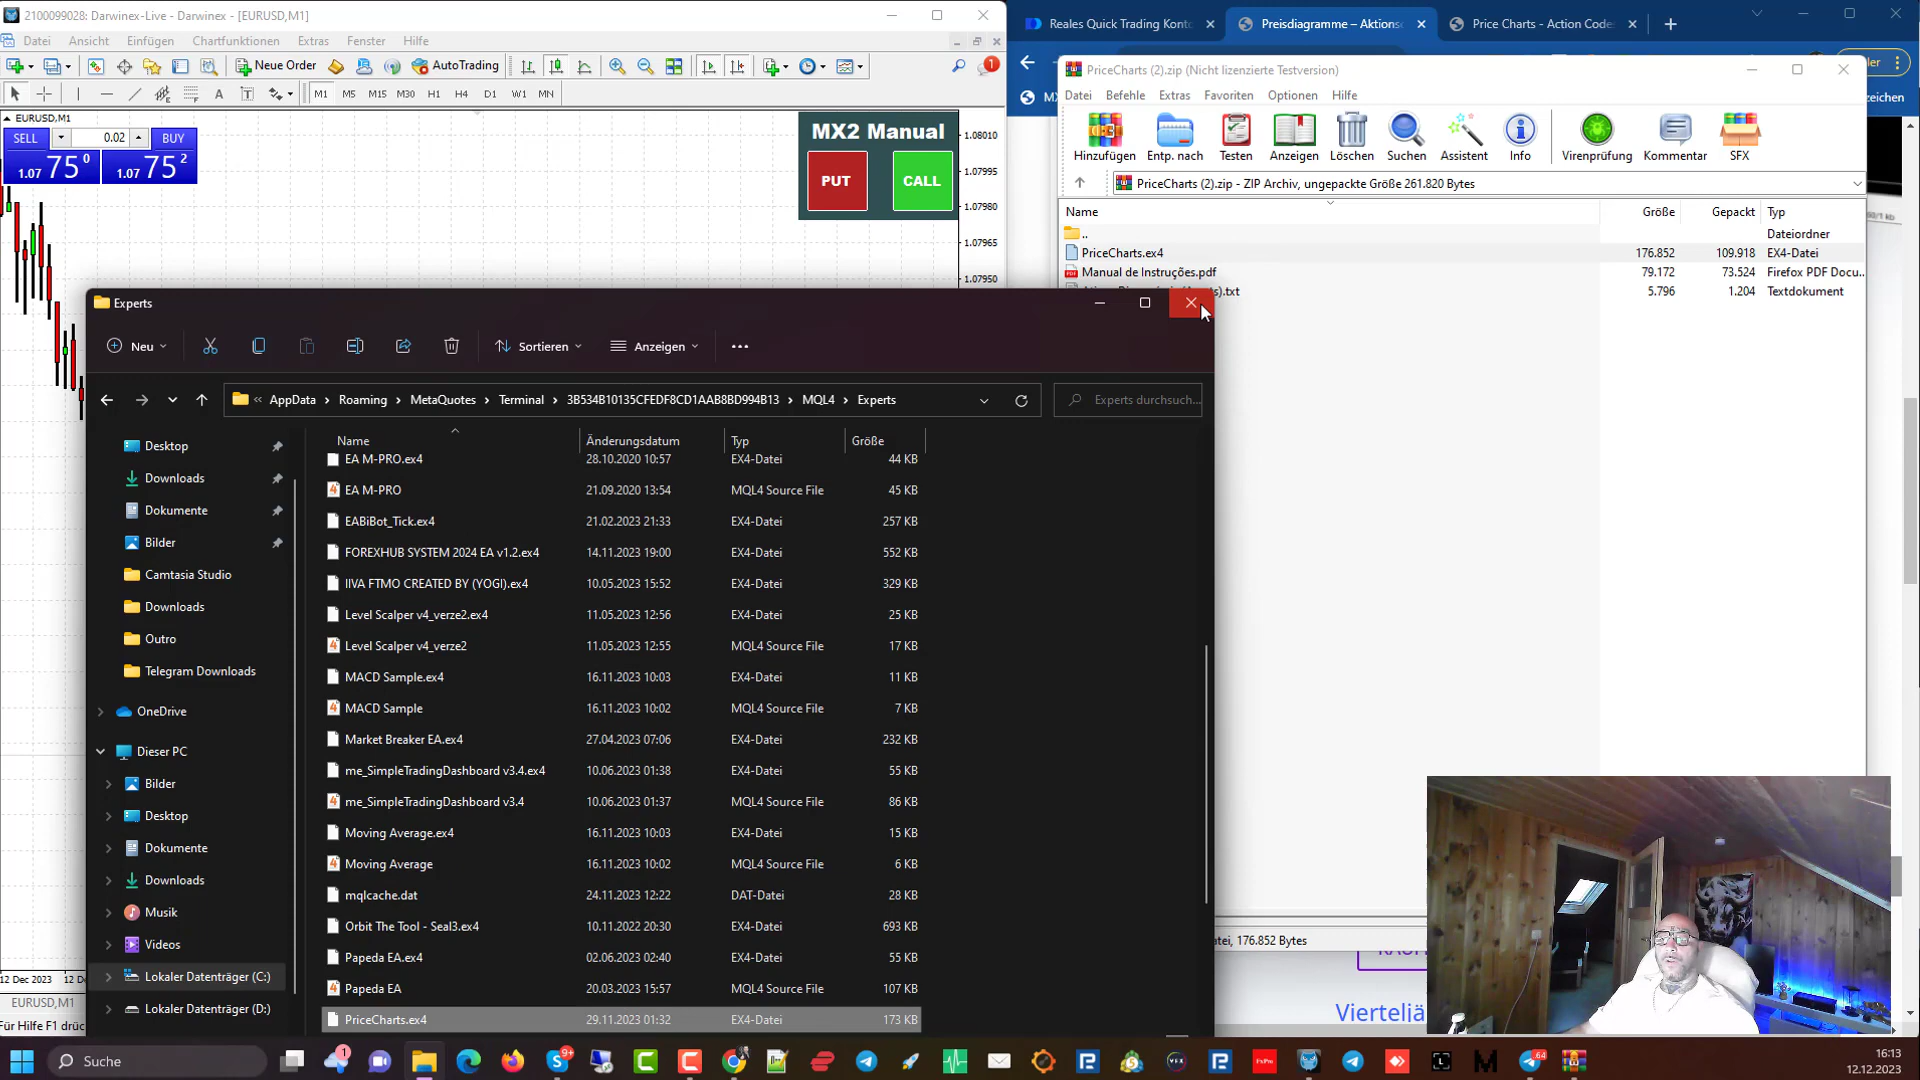 2100099028: Darwinex-Live - Darwinex - [EURUSD,M1]
Datei Ansicht Einfügen Chartfunktionen Extras Fenster Hilfe
New Order AutoTrading 1
M1 M5 M15 M30 H1 H4 D1 W1 MN
EURUSD,M1
SELL 0.02 BUY
1.07 75 0 1.07 75 2
MX2 Manual
PUT CALL
1.08010
1.07995
1.07980
1.07965
1.07950
12 Dec 2023
EURUSD,M1
Für Hilfe F1 drüc
Reales Quick Trading Kont
Preisdiagramme – Aktions
Price Charts - Action Code
ler
MX
zeichen
PriceCharts (2).zip (Nicht lizenzierte Testversion)
Datei Befehle Extras Favoriten Optionen Hilfe
Hinzufügen Entp. nach Testen Anzeigen Löschen Suchen Assistent Info Virenprüfung Kommentar SFX
PriceCharts (2).zip - ZIP Archiv, ungepackte Größe 261.820 Bytes
Name Größe Gepackt Typ
.. Dateiordner
PriceCharts.ex4 176.852 109.918 EX4-Datei
Manual de Instruções.pdf 79.172 73.524 Firefox PDF Docu...
).txt 5.796 1.204 Textdokument
atei, 176.852 Bytes
Viertelj
Experts
Neu Sortieren Anzeigen
« AppData Roaming MetaQuotes Terminal 3B534B10135CFEDF8CD1AAB8BD994B13 MQL4 Experts
Experts durchsuch...
Desktop
Downloads
Dokumente
Bilder
Camtasia Studio
Downloads
Outro
Telegram Downloads
OneDrive
Dieser PC
Bilder
Desktop
Dokumente
Downloads
Musik
Videos
Lokaler Datenträger (C:)
Lokaler Datenträger (D:)
Name Änderungsdatum Typ Größe
EA M-PRO.ex4 28.10.2020 10:57 EX4-Datei 44 KB
EA M-PRO 21.09.2020 13:54 MQL4 Source File 45 KB
EABiBot_Tick.ex4 21.02.2023 21:33 EX4-Datei 257 KB
FOREXHUB SYSTEM 2024 EA v1.2.ex4 14.11.2023 19:00 EX4-Datei 552 KB
IIVA FTMO CREATED BY (YOGI).ex4 10.05.2023 15:52 EX4-Datei 329 KB
Level Scalper v4_verze2.ex4 11.05.2023 12:56 EX4-Datei 25 KB
Level Scalper v4_verze2 11.05.2023 12:55 MQL4 Source File 17 KB
MACD Sample.ex4 16.11.2023 10:03 EX4-Datei 11 KB
MACD Sample 16.11.2023 10:02 MQL4 Source File 7 KB
Market Breaker EA.ex4 27.04.2023 07:06 EX4-Datei 232 KB
me_SimpleTradingDashboard v3.4.ex4 10.06.2023 01:38 EX4-Datei 55 KB
me_SimpleTradingDashboard v3.4 10.06.2023 01:37 MQL4 Source File 86 KB
Moving Average.ex4 16.11.2023 10:03 EX4-Datei 15 KB
Moving Average 16.11.2023 10:02 MQL4 Source File 6 KB
mqlcache.dat 24.11.2023 12:22 DAT-Datei 28 KB
Orbit The Tool - Seal3.ex4 10.11.2022 20:30 EX4-Datei 693 KB
Papeda EA.ex4 02.06.2023 02:40 EX4-Datei 55 KB
Papeda EA 20.03.2023 15:57 MQL4 Source File 107 KB
PriceCharts.ex4 29.11.2023 01:32 EX4-Datei 173 KB
Suche
16:13
12.12.2023